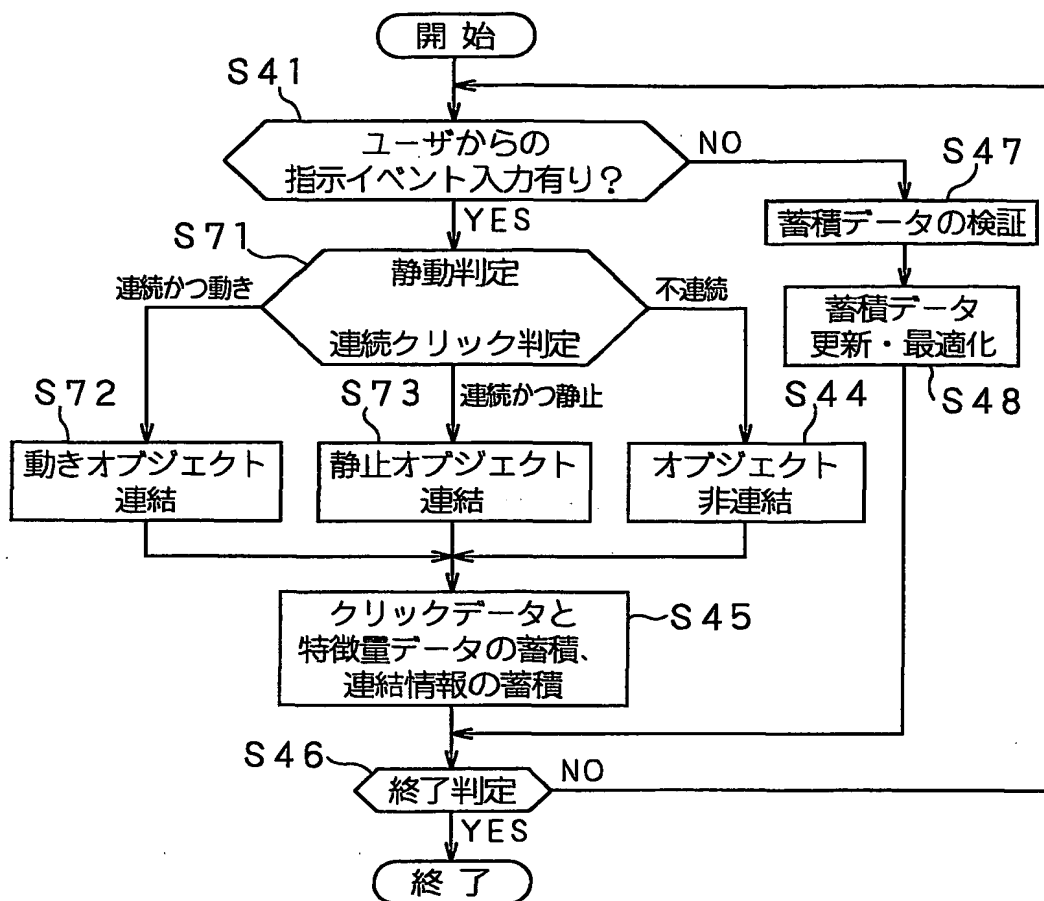 開始
S41
ユーザからの
指示イベント入力有り?
NO
YES
S47
蓄積データの検証
S71
静動判定
連続クリック判定
連続かつ動き
不連続
蓄積データ
更新・最適化
S48
S72
S73
連続かつ静止
S44
動きオブジェクト
連結
静止オブジェクト
連結
オブジェクト
非連結
クリックデータと
特徴量データの蓄積、
連結情報の蓄積
S45
S46
終了判定
NO
YES
終了